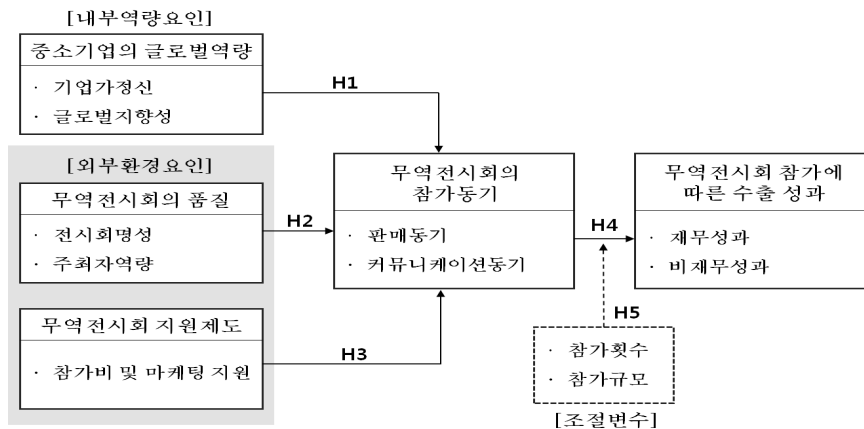 [내부역량요인]
중소기업의 글로벌역량
· 기업가정신
· 글로벌지향성
H1
[외부환경요인]
무역전시회의 품질
· 전시회명성
· 주최자역량
H2
무역전시회 지원제도
· 참가비 및 마케팅 지원
H3
무역전시회의
참가동기
· 판매동기
· 커뮤니케이션동기
H4
무역전시회 참가에
따른 수출 성과
· 재무성과
· 비재무성과
H5
· 참가횟수
· 참가규모
[조절변수]